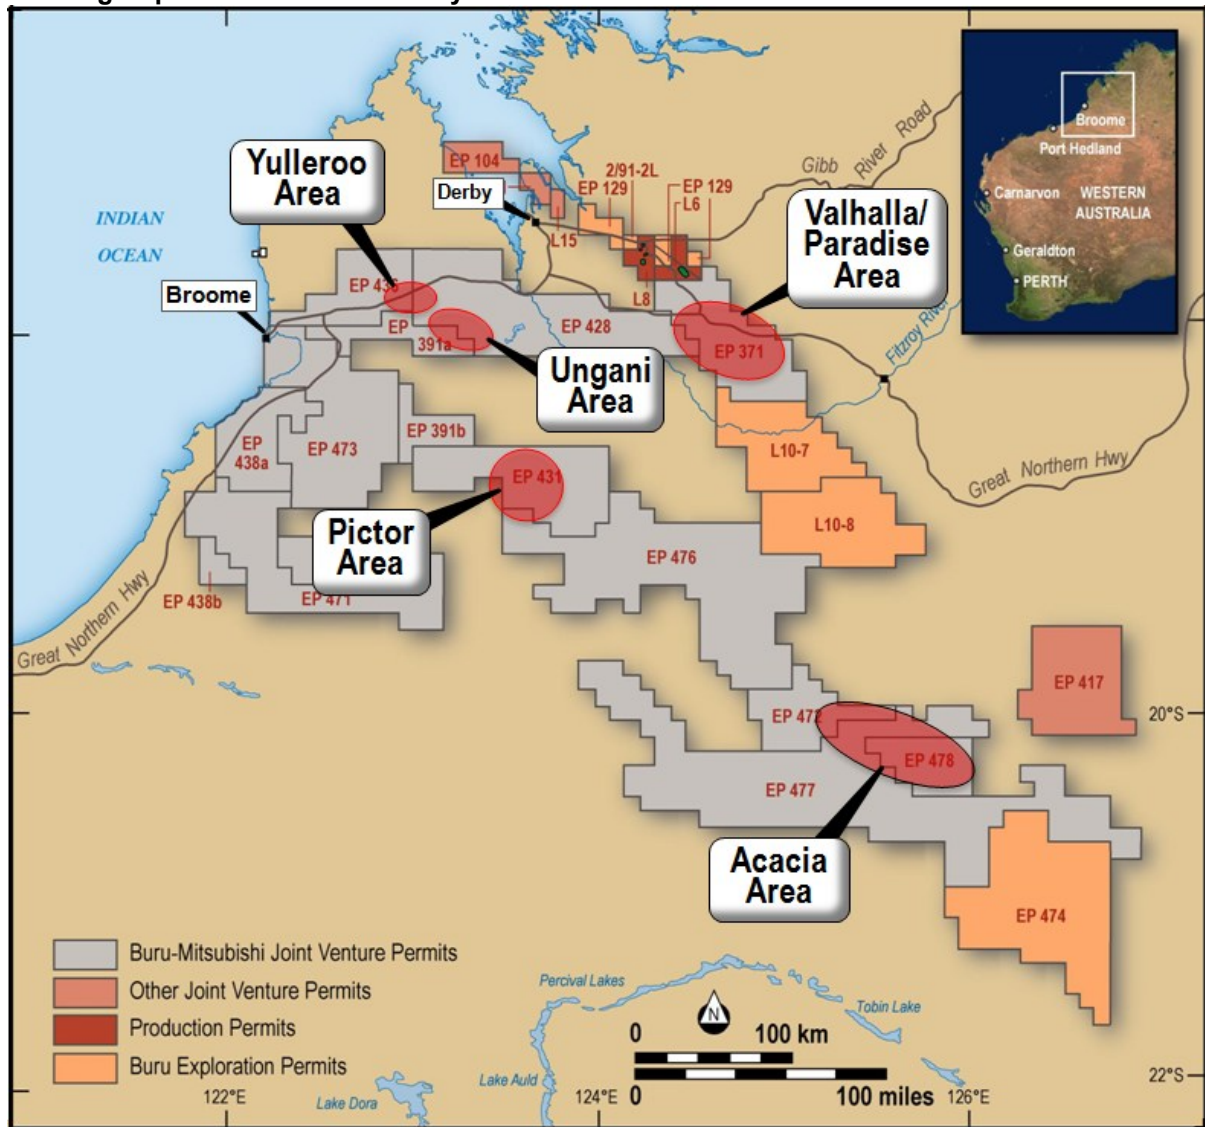 Yulleroo
Area
EP 104
Derby
2/91-2L
EP 129
EP 129
L6
Gibb River Road
INDIAN
OCEAN
L15
Valhalla/
Paradise
Area
Broome
L8
EP 428
EP
391a
EP 371
Fitzroy River
Ungani
Area
EP 391b
EP
438a
EP 473
L10-7
Great Northern Hwy
EP 431
Pictor
Area
L10-8
EP 476
EP 438b
EP 471
Great Northern Hwy
EP 417
EP 472
20°S
EP 478
EP 477
Acacia
Area
EP 474
Buru-Mitsubishi Joint Venture Permits
Other Joint Venture Permits
Production Permits
Buru Exploration Permits
Percival Lakes
Tobin Lake
Lake Auld
Lake Dora
N
0 100 km
0 100 miles
122°E
124°E
126°E
22°S
Broome
Port Hedland
Carnarvon
WESTERN
AUSTRALIA
Geraldton
PERTH